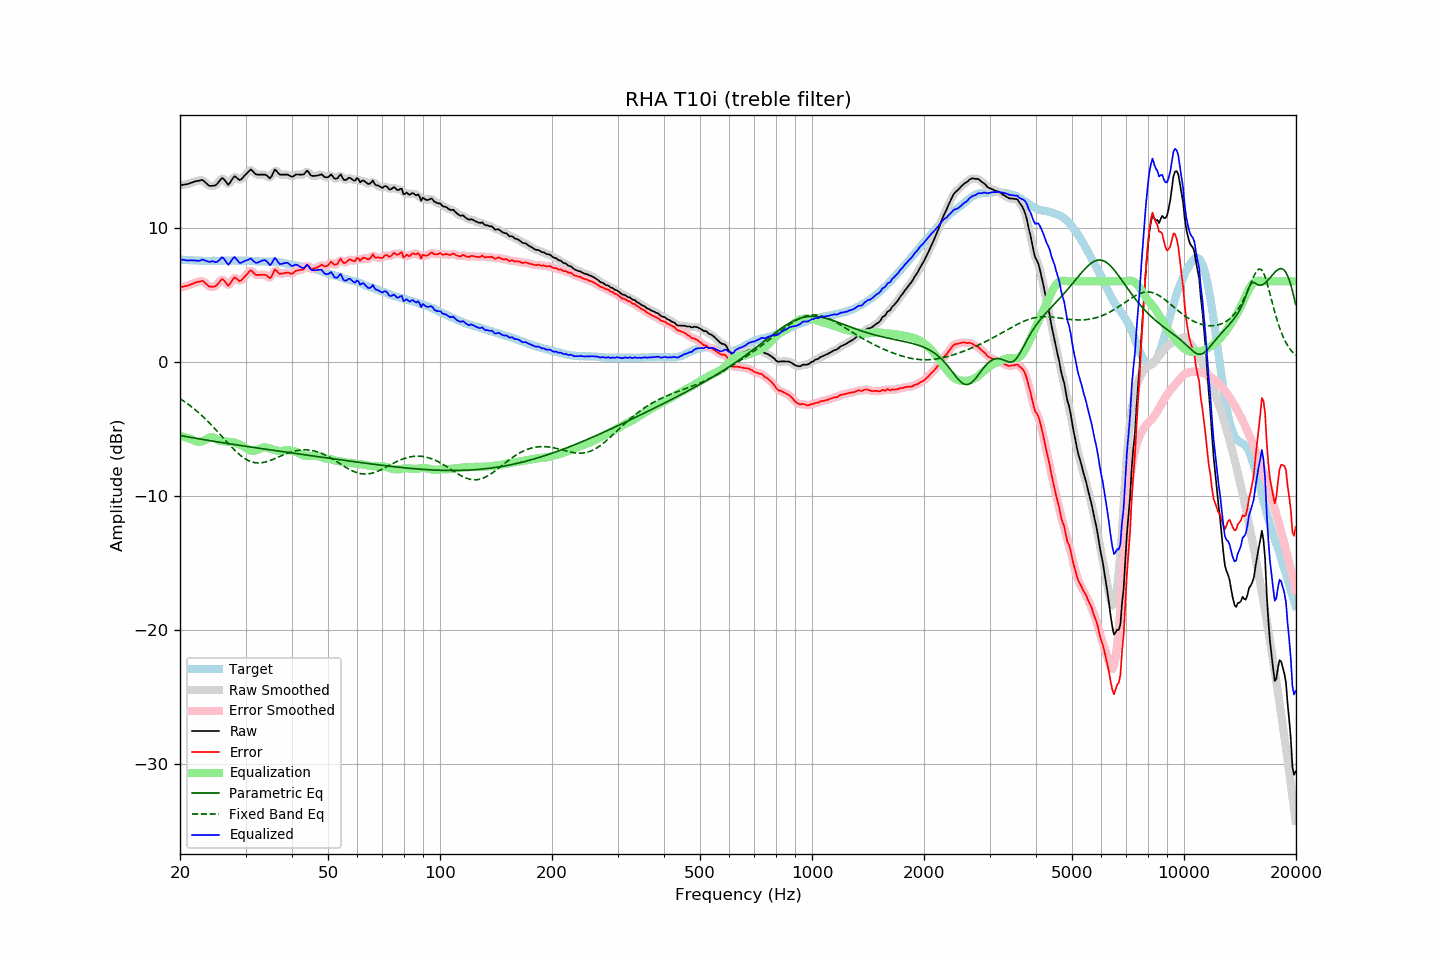 RHA T10i (treble filter)
Amplitude (dBr)
10
0
−10
−20
−30
Target
Raw Smoothed
Error Smoothed
Raw
Error
Equalization
Parametric Eq
Fixed Band Eq
Equalized
20 50 100 200 500 1000 2000 5000 10000 20000
Frequency (Hz)